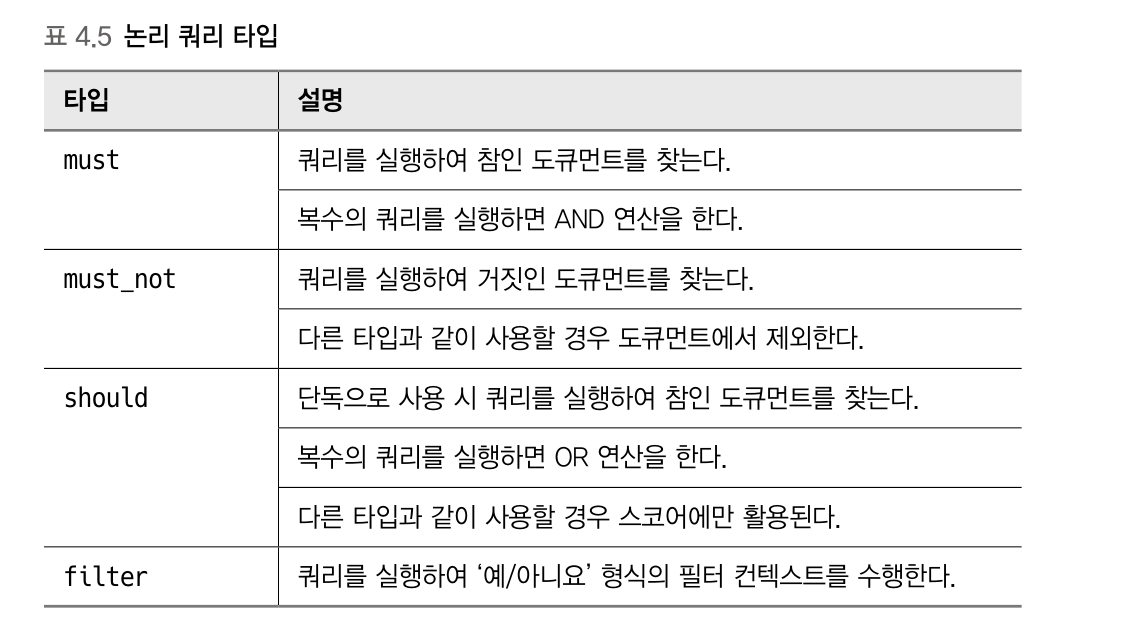 표 4.5 논리 쿼리 타입
타입 설명
must 쿼리를 실행하여 참인 도큐먼트를 찾는다.
복수의 쿼리를 실행하면 AND 연산을 한다.
must_not 쿼리를 실행하여 거짓인 도큐먼트를 찾는다.
다른 타입과 같이 사용할 경우 도큐먼트에서 제외한다.
should 단독으로 사용 시 쿼리를 실행하여 참인 도큐먼트를 찾는다.
복수의 쿼리를 실행하면 OR 연산을 한다.
다른 타입과 같이 사용할 경우 스코어에만 활용된다.
filter 쿼리를 실행하여 ‘예/아니요’ 형식의 필터 컨텍스트를 수행한다.